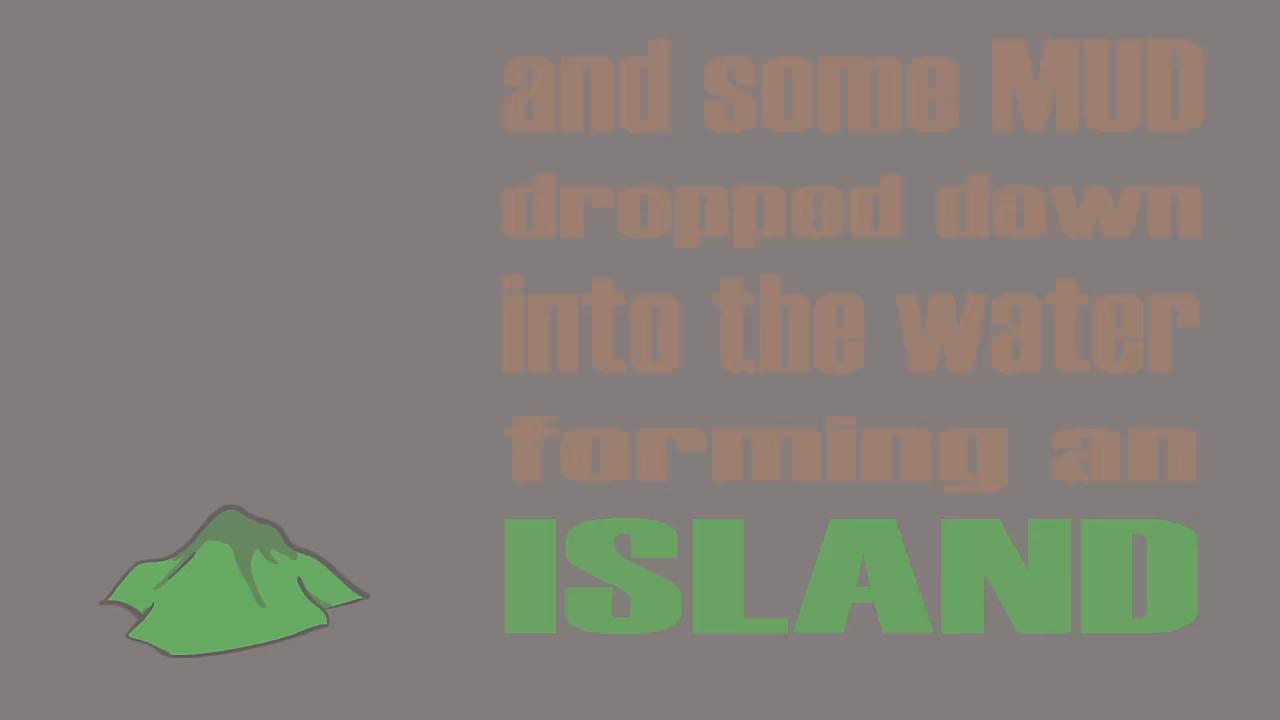 and some MUD
dropped down
into the water
forming an
ISLAND